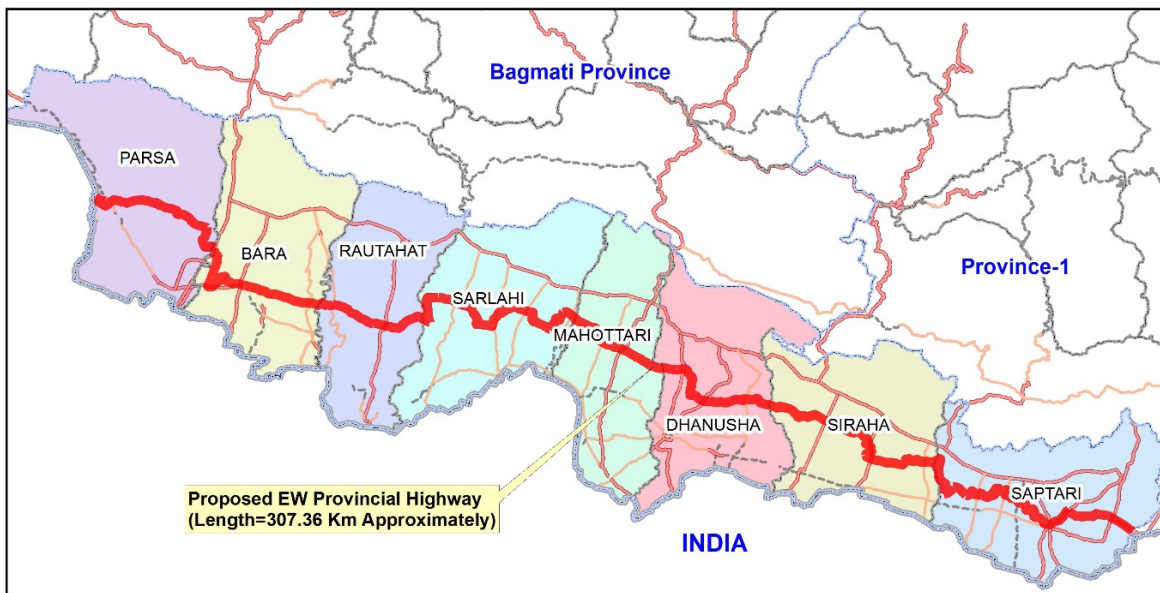 Bagmati Province
PARSA
BARA
RAUTAHAT
SARLAHI
Province-1
MAHOTTARI
DHANUSHA
SIRAHA
SAPTARI
Proposed EW Provincial Highway
(Length=307.36 Km Approximately)
INDIA